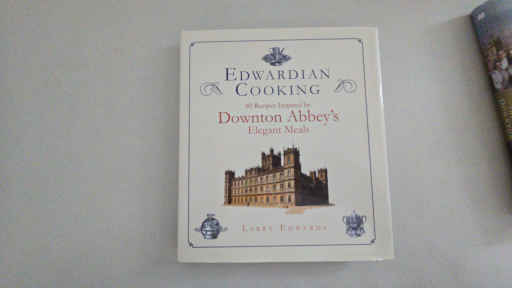 EDWARDIAN
COOKING
80 Recipes Inspired by
Downton Abbey's
Elegant Meals
LARRY EDWARDS